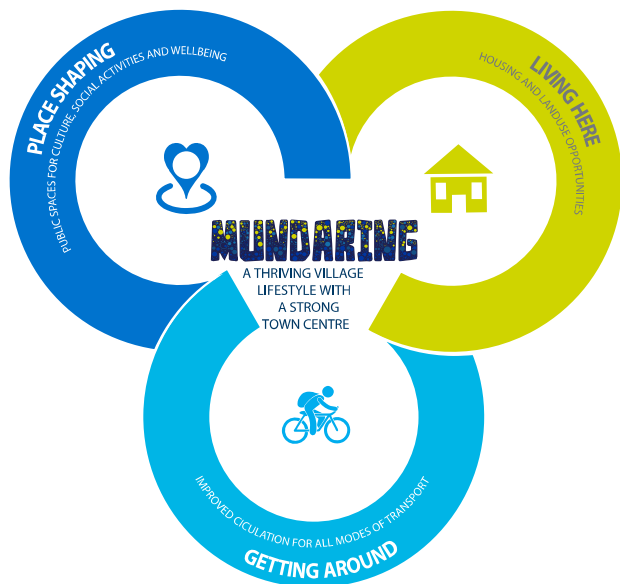 PLACE SHAPING
PUBLIC SPACES FOR CULTURE, SOCIAL ACTIVITIES AND WELLBEING
LIVING HERE
HOUSING AND LANDUSE OPPORTUNITIES
MUNDARING
A THRIVING VILLAGE
LIFESTYLE WITH
A STRONG
TOWN CENTRE
IMPROVED CICULATION FOR ALL MODES OF TRANSPORT
GETTING AROUND